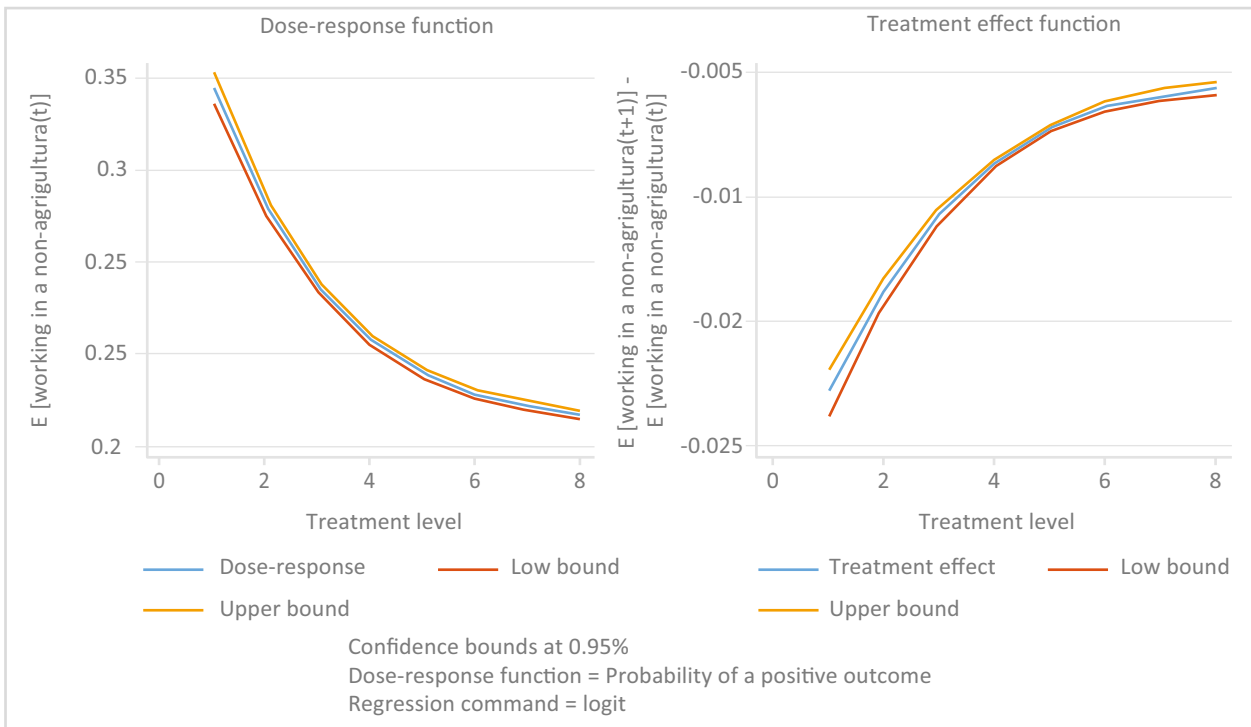 Dose-response function
E [working in a non-agrigultura(t)]
0.35
0.3
0.25
0.25
0.2
0 2 4 6 8
Treatment level
Dose-response Low bound
Upper bound
Treatment effect function
E [working in a non-agrigultura(t+1)] -
E [working in a non-agrigultura(t)]
-0.005
-0.01
-0.02
-0.025
0 2 4 6 8
Treatment level
Treatment effect Low bound
Upper bound
Confidence bounds at 0.95%
Dose-response function = Probability of a positive outcome
Regression command = logit